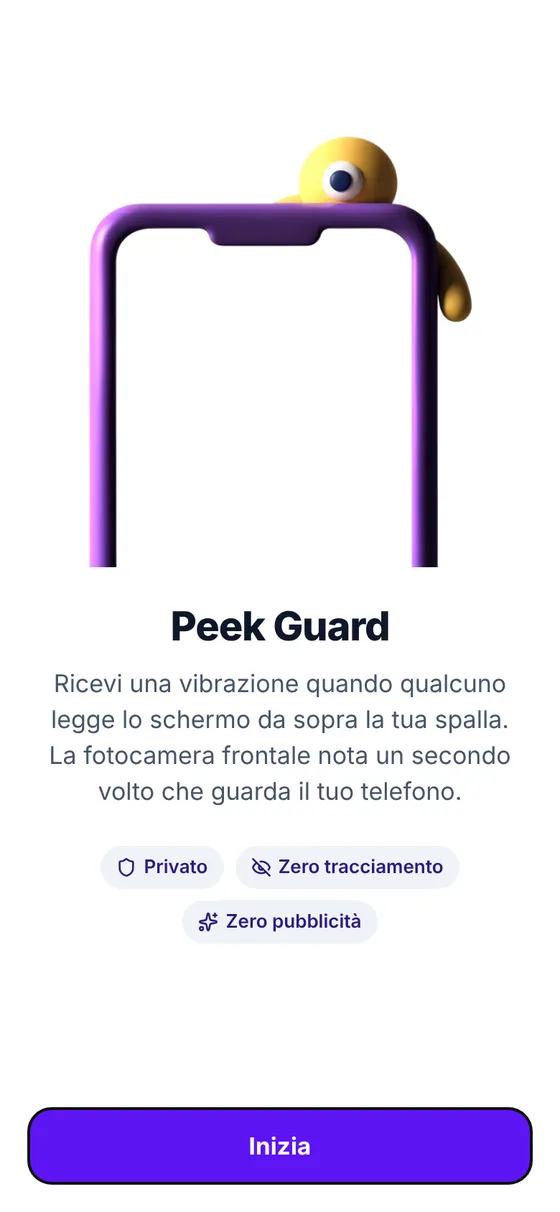 Peek Guard
Ricevi una vibrazione quando qualcuno
legge lo schermo da sopra la tua spalla.
La fotocamera frontale nota un secondo
volto che guarda il tuo telefono.
Privato
Zero tracciamento
Zero pubblicità
Inizia